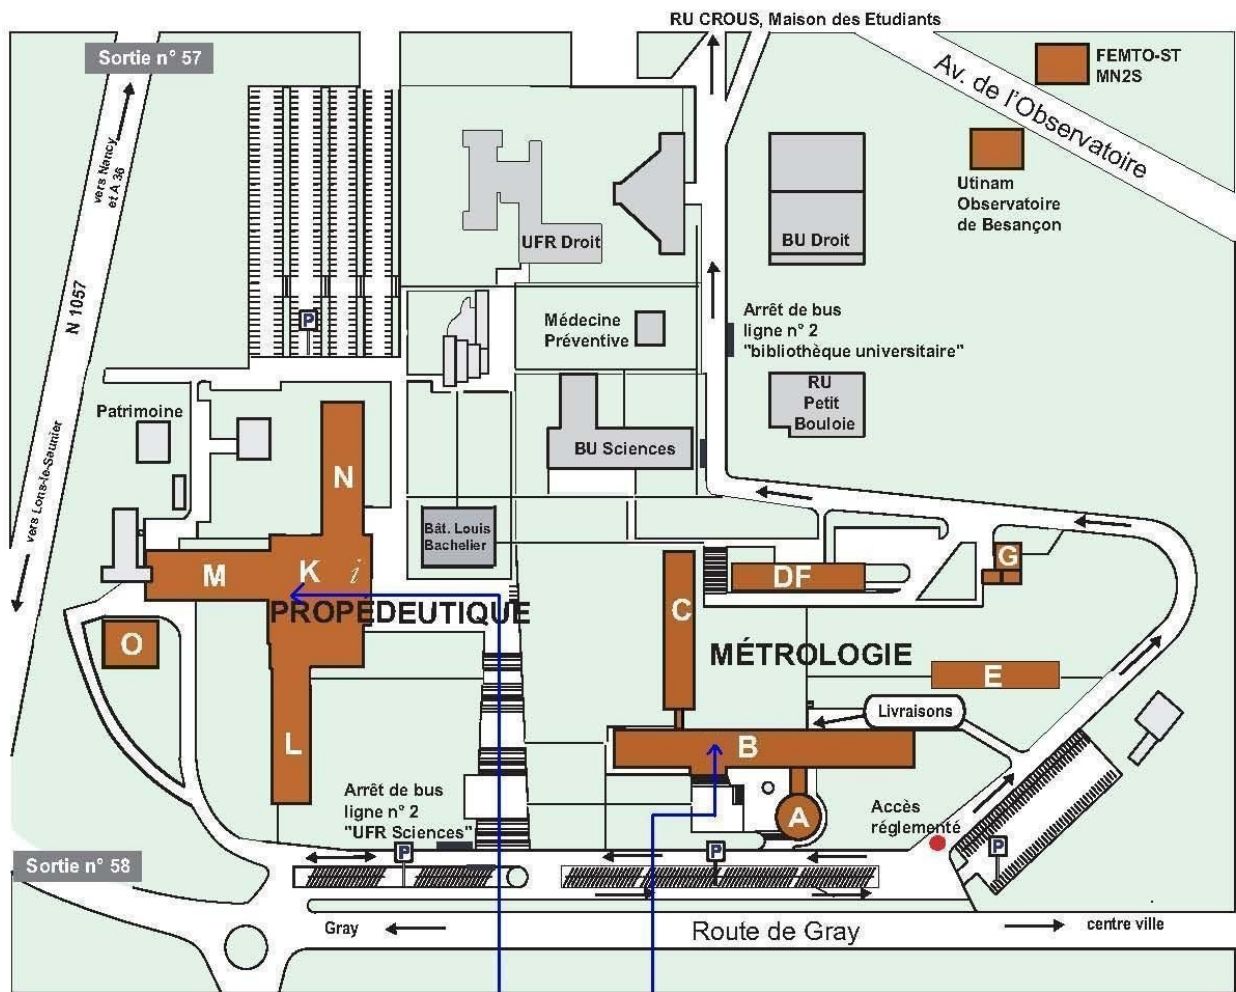 RU CROUS, Maison des Etudiants
Sortie n° 57
FEMTO-ST
MN2S
Av. de l'Observatoire
vers Nancy
et A 36
Utinam
Observatoire
de Besançon
UFR Droit
BU Droit
N 1057
P
Médecine
Préventive
Arrêt de bus
ligne n° 2
"bibliothèque universitaire"
RU
Petit
Bouloie
Patrimoine
BU Sciences
vers Lons-le-Saunier
N
Bât. Louis
Bachelier
M
K
i
DF
G
C
PROPÉDEUTIQUE
O
MÉTROLOGIE
E
Livraisons
L
B
Arrêt de bus
ligne n° 2
"UFR Sciences"
A
Accès
réglementé
P
P
P
Sortie n° 58
Gray
Route de Gray
centre ville